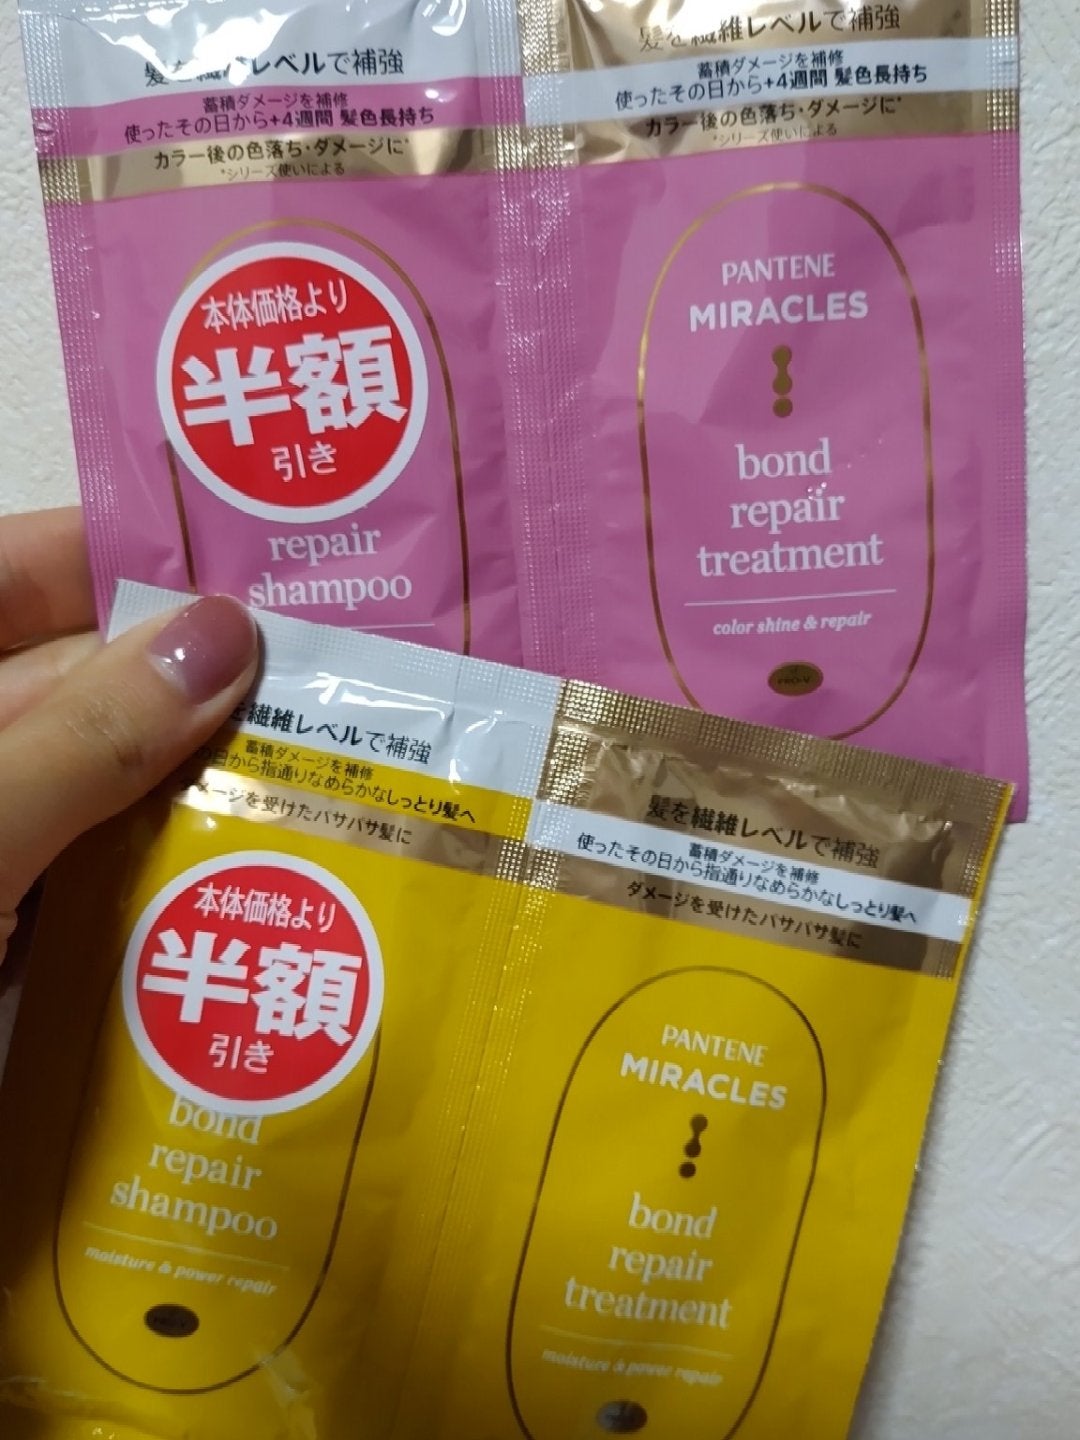 髪を繊維レベルで補強
蓄積ダメージを補修
使ったその日から+4週間 髪色長持ち
カラー後の色落ち・ダメージに*
*シリーズ使いによる
本体価格より
半額
引き
repair
shampoo
髪を繊維レベルで補強
蓄積ダメージを補修
使ったその日から+4週間 髪色長持ち
カラー後の色落ち・ダメージに*
*シリーズ使いによる
PANTENE
MIRACLES
bond
repair
treatment
color shine & repair
PRO-V
を繊維レベルで補強
蓄積ダメージを補修
の日から指通りなめらかなしっとり髪へ
メージを受けたパサパサ髪に
本体価格より
半額
引き
bond
repair
shampoo
moisture & power repair
PRO-V
髪を繊維レベルで補強
蓄積ダメージを補修
使ったその日から指通りなめらかなしっとり髪へ
ダメージを受けたパサパサ髪に
PANTENE
MIRACLES
bond
repair
treatment
moisture & power repair